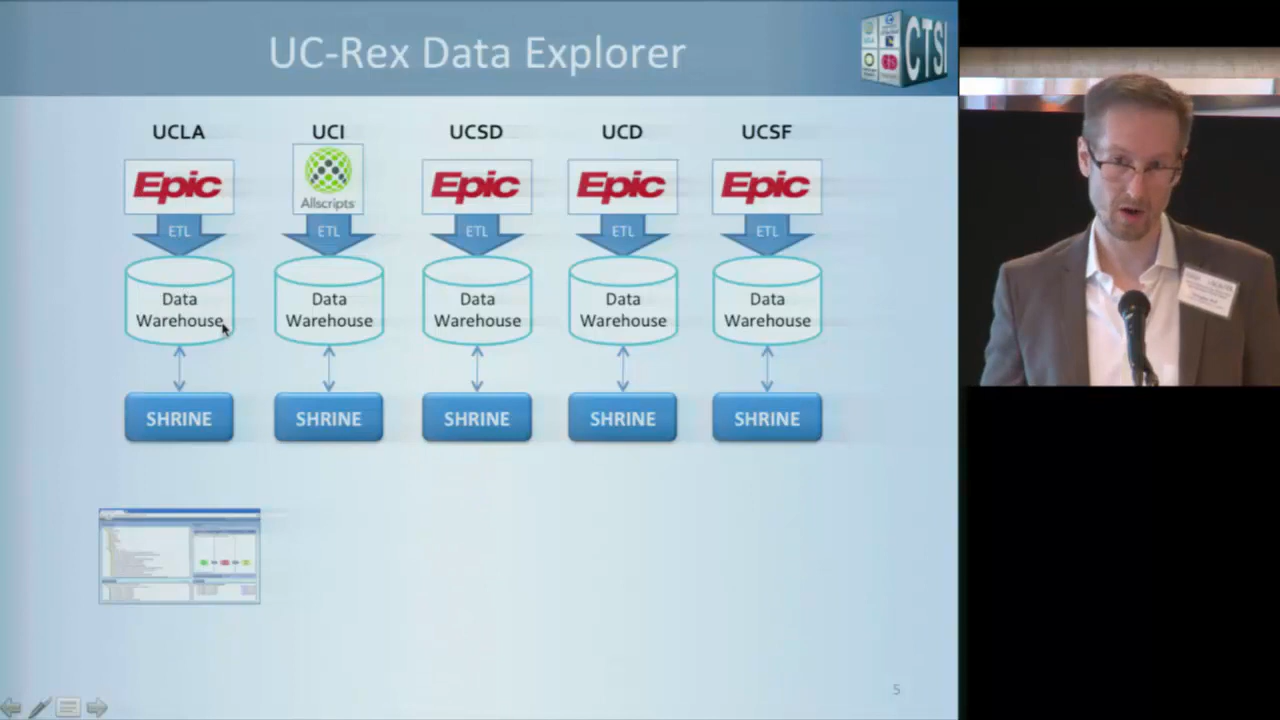 UC-Rex Data Explorer
CTSI
UCLA
UCI
UCSD
UCD
UCSF
Epic
Allscripts
Epic
Epic
Epic
ETL
ETL
ETL
ETL
ETL
Data
Warehouse
Data
Warehouse
Data
Warehouse
Data
Warehouse
Data
Warehouse
SHRINE
SHRINE
SHRINE
SHRINE
SHRINE
5